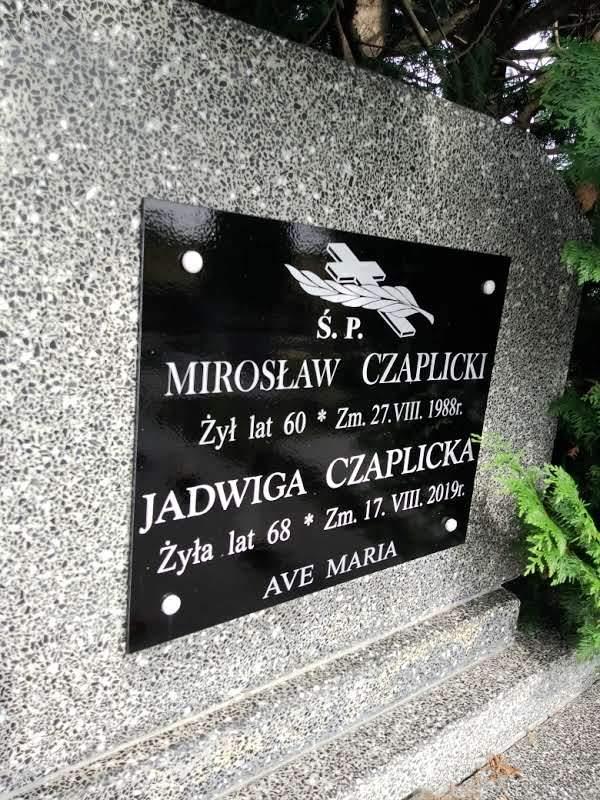 Ś. P.
MIROSŁAW CZAPLICKI
Żył lat 60 * Zm. 27.VIII. 1988r.
JADWIGA CZAPLICKA
Żyła lat 68 * Zm. 17. VIII. 2019r.
AVE MARIA